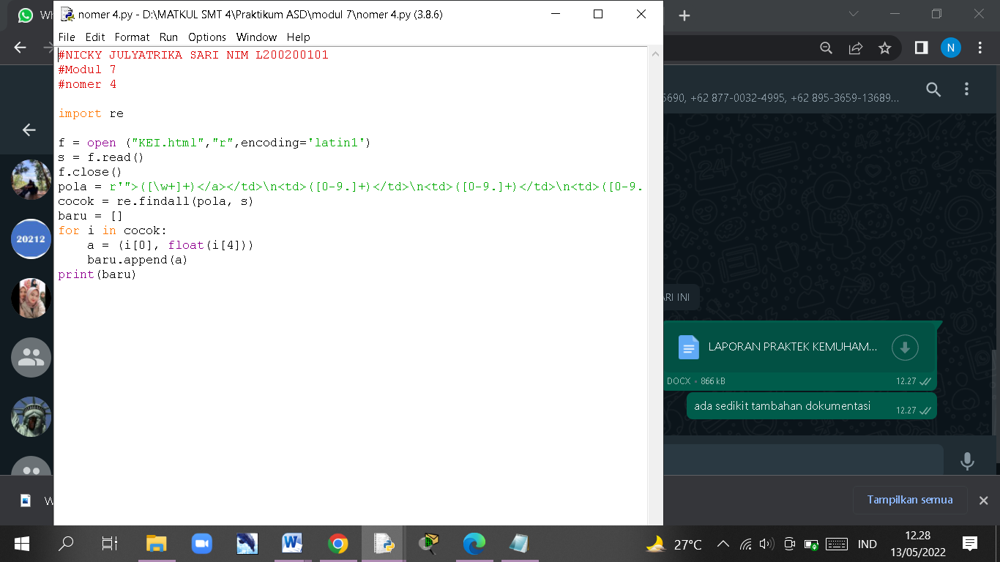 nomer 4.py - D:\MATKUL SMT 4\Praktikum ASD\modul 7\nomer 4.py (3.8.6)
File Edit Format Run Options Window Help
#NICKY JULYATRIKA SARI NIM L200200101
#Modul 7
#nomer 4
import re
f = open ("KEI.html","r",encoding='latin1')
s = f.read()
f.close()
pola = r'">([\w+]+)</a></td>\n<td>([0-9.]+)</td>\n<td>([0-9.]+)</td>\n<td>([0-9.
cocok = re.findall(pola, s)
baru = []
for i in cocok:
    a = (i[0], float(i[4]))
    baru.append(a)
print(baru)
N
5690, +62 877-0032-4995, +62 895-3659-13689...
20212
ARI INI
LAPORAN PRAKTEK KEMUHAM...
DOCX • 866 kB 12.27
ada sedikit tambahan dokumentasi 12.27
Tampilkan semua
27°C IND 12.28
13/05/2022